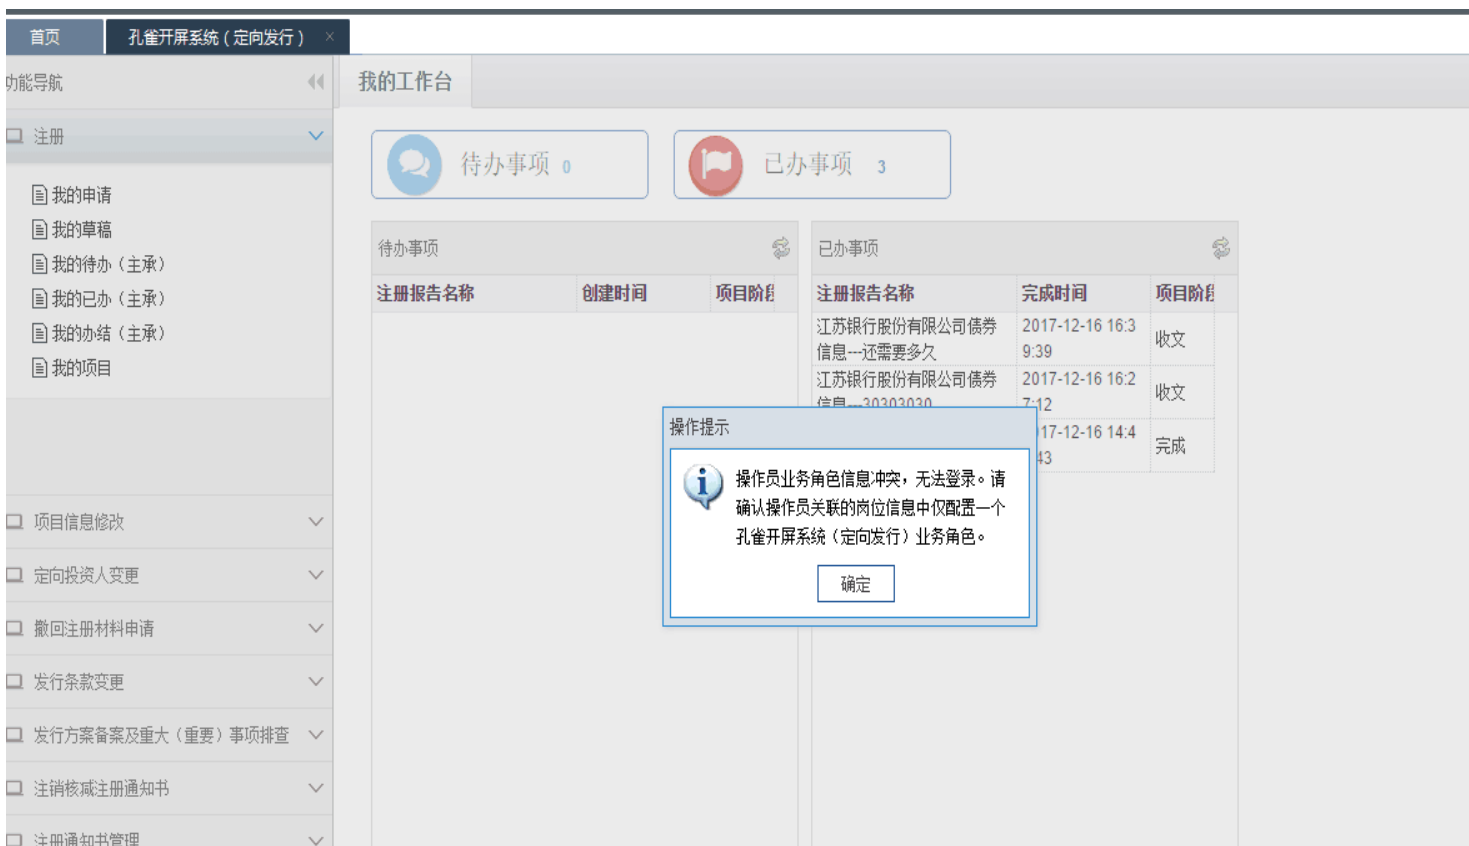 首页
孔雀开屏系统（定向发行） ×
功能导航
我的工作台
注册
待办事项 0
已办事项 3
我的申请
我的草稿
我的待办（主承）
我的已办（主承）
我的办结（主承）
我的项目
项目信息修改
定向投资人变更
撤回注册材料申请
发行条款变更
发行方案备案及重大（重要）事项排查
注销核减注册通知书
注册通知书管理
待办事项
注册报告名称 创建时间 项目阶段
已办事项
注册报告名称 完成时间 项目阶段
江苏银行股份有限公司债券
信息---还需要多久
2017-12-16 16:3
9:39
收文
江苏银行股份有限公司债券
信息---30303030
2017-12-16 16:2
7:12
收文
17-12-16 14:4
43
完成
操作提示
操作员业务角色信息冲突，无法登录。请
确认操作员关联的岗位信息中仅配置一个
孔雀开屏系统（定向发行）业务角色。
确定